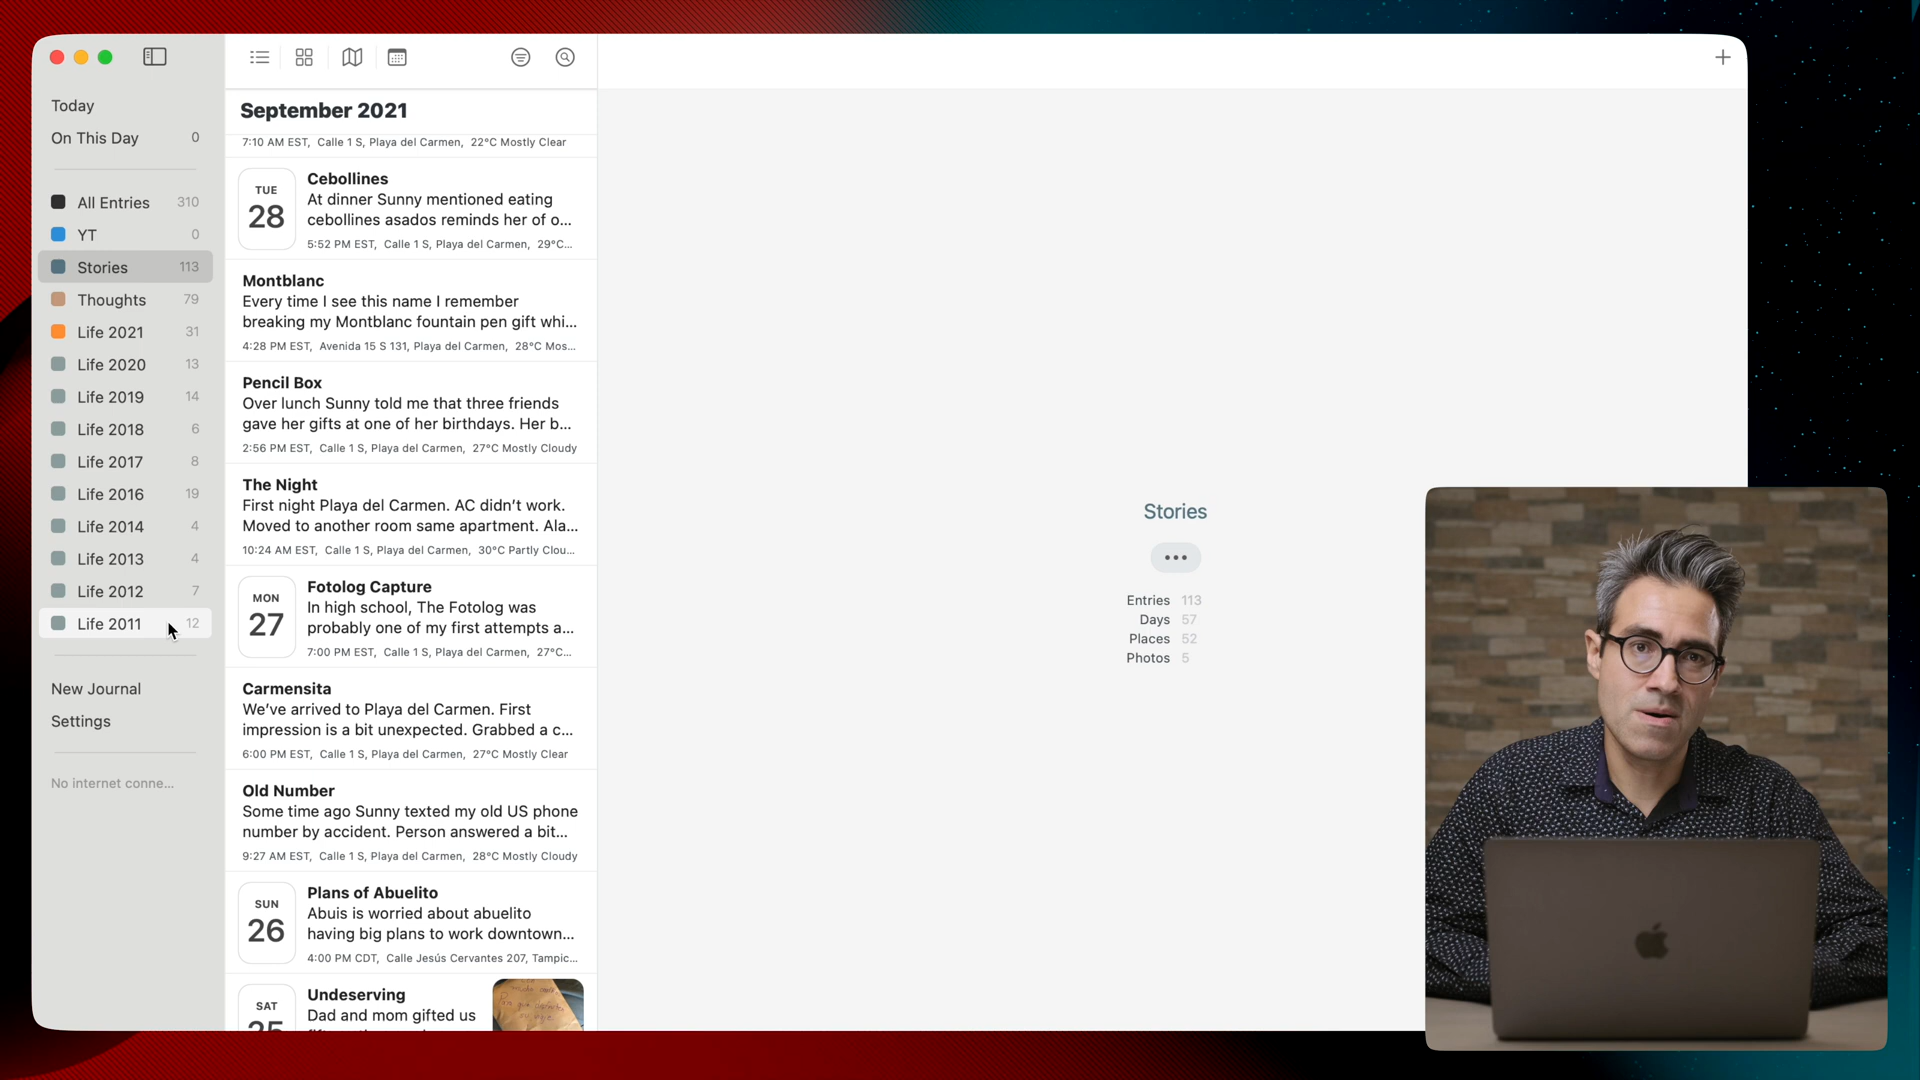 Today
On This Day 0
All Entries 310
YT 0
Stories 113
Thoughts 79
Life 2021 31
Life 2020 13
Life 2019 14
Life 2018 6
Life 2017 8
Life 2016 19
Life 2014 4
Life 2013 4
Life 2012 7
Life 2011 12
New Journal
Settings
No internet conne...
September 2021
7:10 AM EST, Calle 1 S, Playa del Carmen, 22°C Mostly Clear
TUE
28
Cebollines
At dinner Sunny mentioned eating
cebollines asados reminds her of o...
5:52 PM EST, Calle 1 S, Playa del Carmen, 29°C...
Montblanc
Every time I see this name I remember
breaking my Montblanc fountain pen gift whi...
4:28 PM EST, Avenida 15 S 131, Playa del Carmen, 28°C Mos...
Pencil Box
Over lunch Sunny told me that three friends
gave her gifts at one of her birthdays. Her b...
2:56 PM EST, Calle 1 S, Playa del Carmen, 27°C Mostly Cloudy
The Night
First night Playa del Carmen. AC didn’t work.
Moved to another room same apartment. Ala...
10:24 AM EST, Calle 1 S, Playa del Carmen, 30°C Partly Clou...
MON
27
Fotolog Capture
In high school, The Fotolog was
probably one of my first attempts a...
7:00 PM EST, Calle 1 S, Playa del Carmen, 27°C...
Carmensita
We’ve arrived to Playa del Carmen. First
impression is a bit unexpected. Grabbed a c...
6:00 PM EST, Calle 1 S, Playa del Carmen, 27°C Mostly Clear
Old Number
Some time ago Sunny texted my old US phone
number by accident. Person answered a bit...
9:27 AM EST, Calle 1 S, Playa del Carmen, 28°C Mostly Cloudy
SUN
26
Plans of Abuelito
Abuis is worried about abuelito
having big plans to work downtown...
4:00 PM CDT, Calle Jesús Cervantes 207, Tampic...
SAT
25
Undeserving
Dad and mom gifted us
Stories
Entries 113
Days 57
Places 52
Photos 5